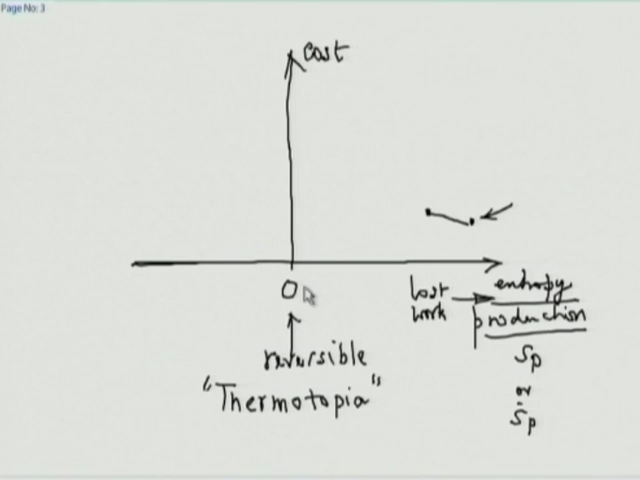 Page No: 3
cost
0
lost work
entropy production
Sp
or
Ṡp
reversible
"Thermotopia"